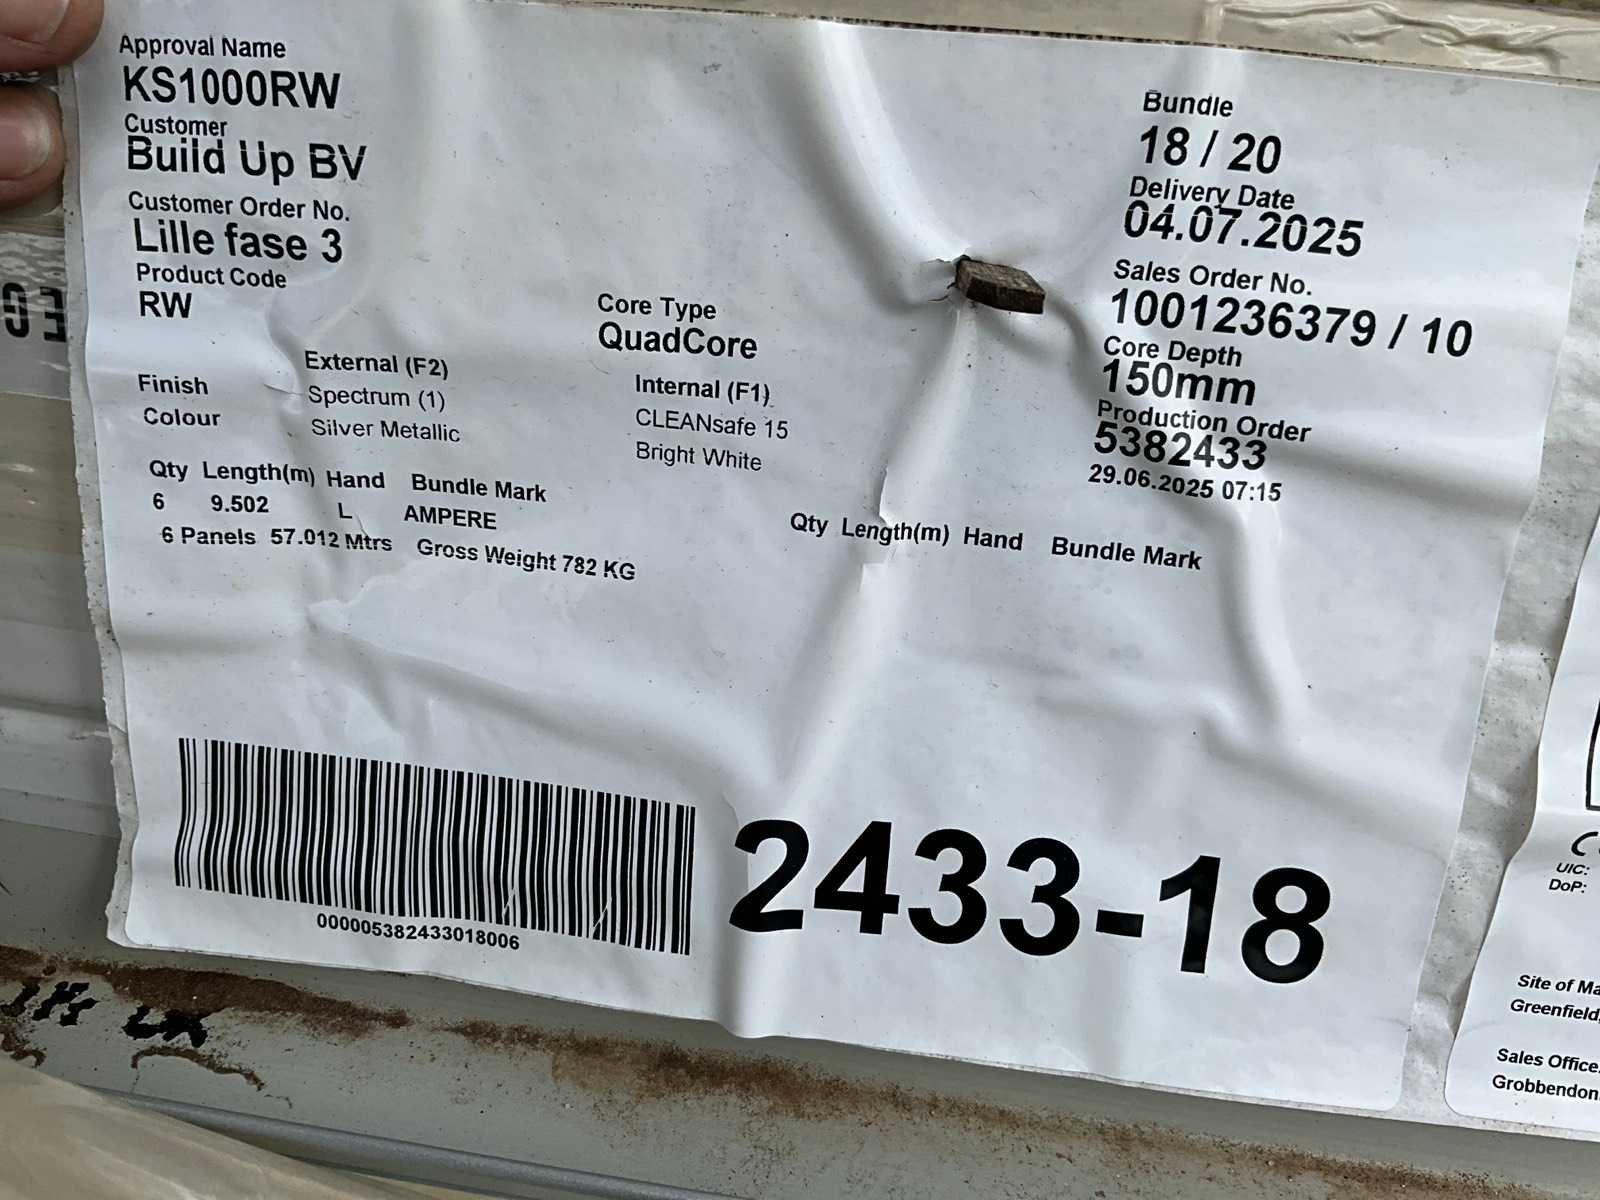 Approval Name
KS1000RW
Customer
Build Up BV
Customer Order No.
Lille fase 3
Product Code
RW
Bundle
18 / 20
Delivery Date
04.07.2025
Sales Order No.
1001236379 / 10
Core Depth
150mm
Production Order
5382433
29.06.2025 07:15
Core Type
QuadCore
External (F2)
Internal (F1)
Finish Spectrum (1) CLEANsafe 15
Colour Silver Metallic Bright White
Qty Length(m) Hand Bundle Mark
6 9.502 L AMPERE
6 Panels 57.012 Mtrs Gross Weight 782 KG
Qty Length(m) Hand Bundle Mark
000005382433018006
2433-18
UIC:
DoP:
Site of
Greenfield,
Sales Office